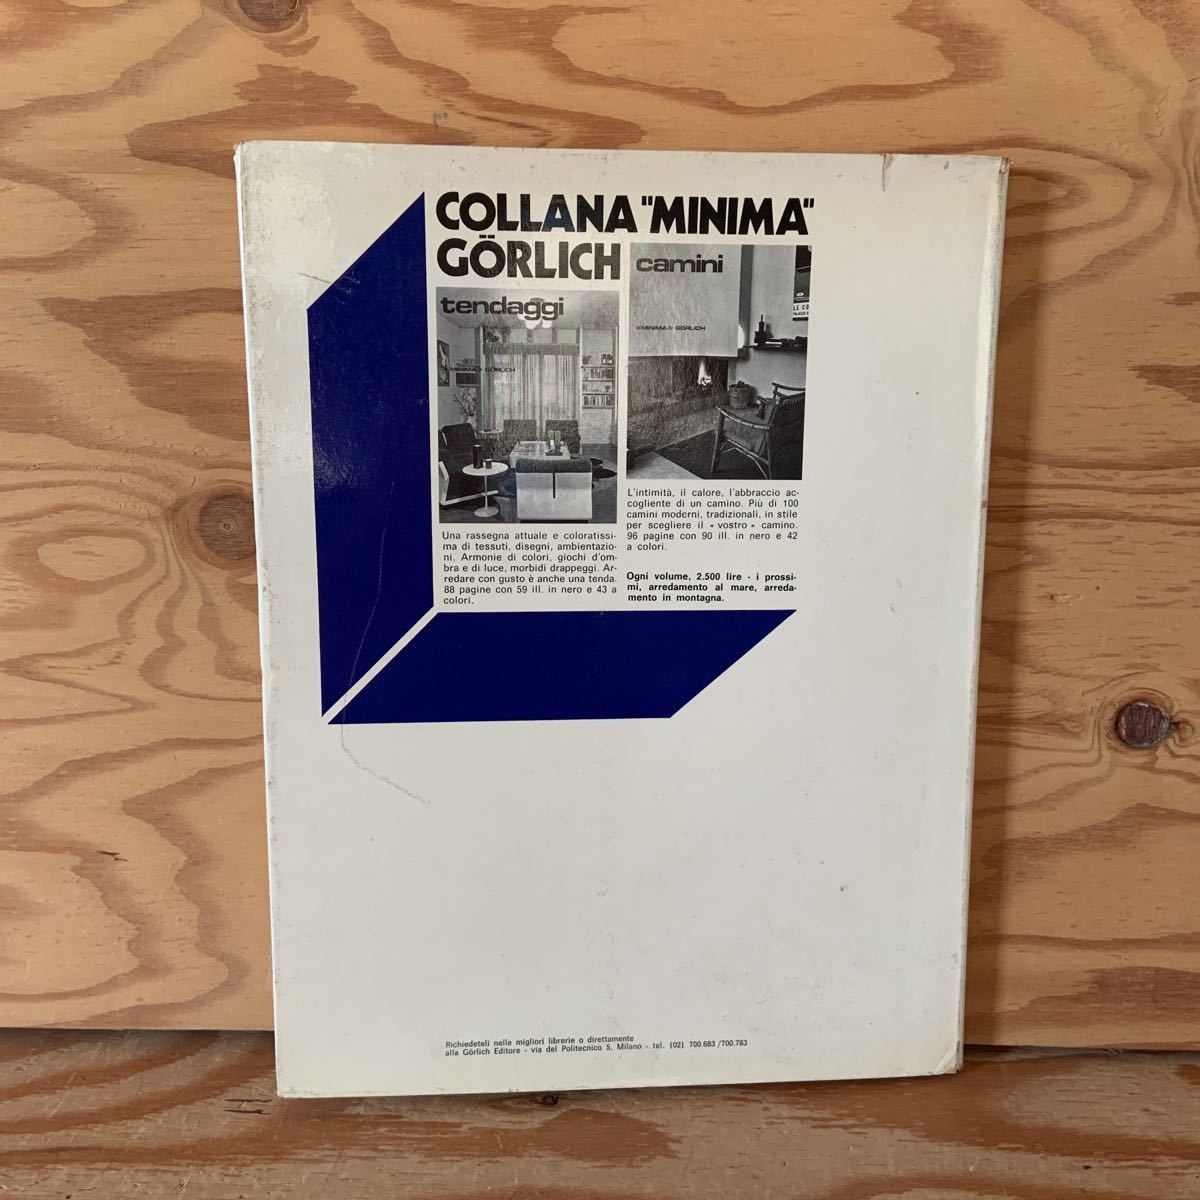 COLLANA "MINIMA"
GÖRLICH
tendaggi
«MINIMA» GÖRLICH
Una rassegna attuale e coloratissi-
ma di tessuti, disegni, ambientazio-
ni. Armonie di colori, giochi d'om-
bra e di luce, morbidi drappeggi. Ar-
redare con gusto è anche una tenda.
88 pagine con 59 ill. in nero e 43 a
colori.
camini
«MINIMA» GÖRLICH
LE CO
L'intimità, il calore, l'abbraccio ac-
cogliente di un camino. Più di 100
camini moderni, tradizionali, in stile
per scegliere il « vostro » camino.
96 pagine con 90 ill. in nero e 42
a colori.
Ogni volume, 2.500 lire - i prossi-
mi, arredamento al mare, arreda-
mento in montagna.
Richiedeteli nelle migliori librerie o direttamente
alla Görlich Editore - via del Politecnico 5, Milano - tel. (02) 700.683 /700.783